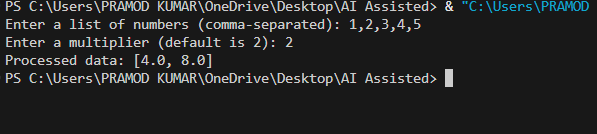 PS C:\Users\PRAMOD KUMAR\OneDrive\Desktop\AI Assisted> & "C:\Users\PRAMOD
Enter a list of numbers (comma-separated): 1,2,3,4,5
Enter a multiplier (default is 2): 2
Processed data: [4.0, 8.0]
PS C:\Users\PRAMOD KUMAR\OneDrive\Desktop\AI Assisted>